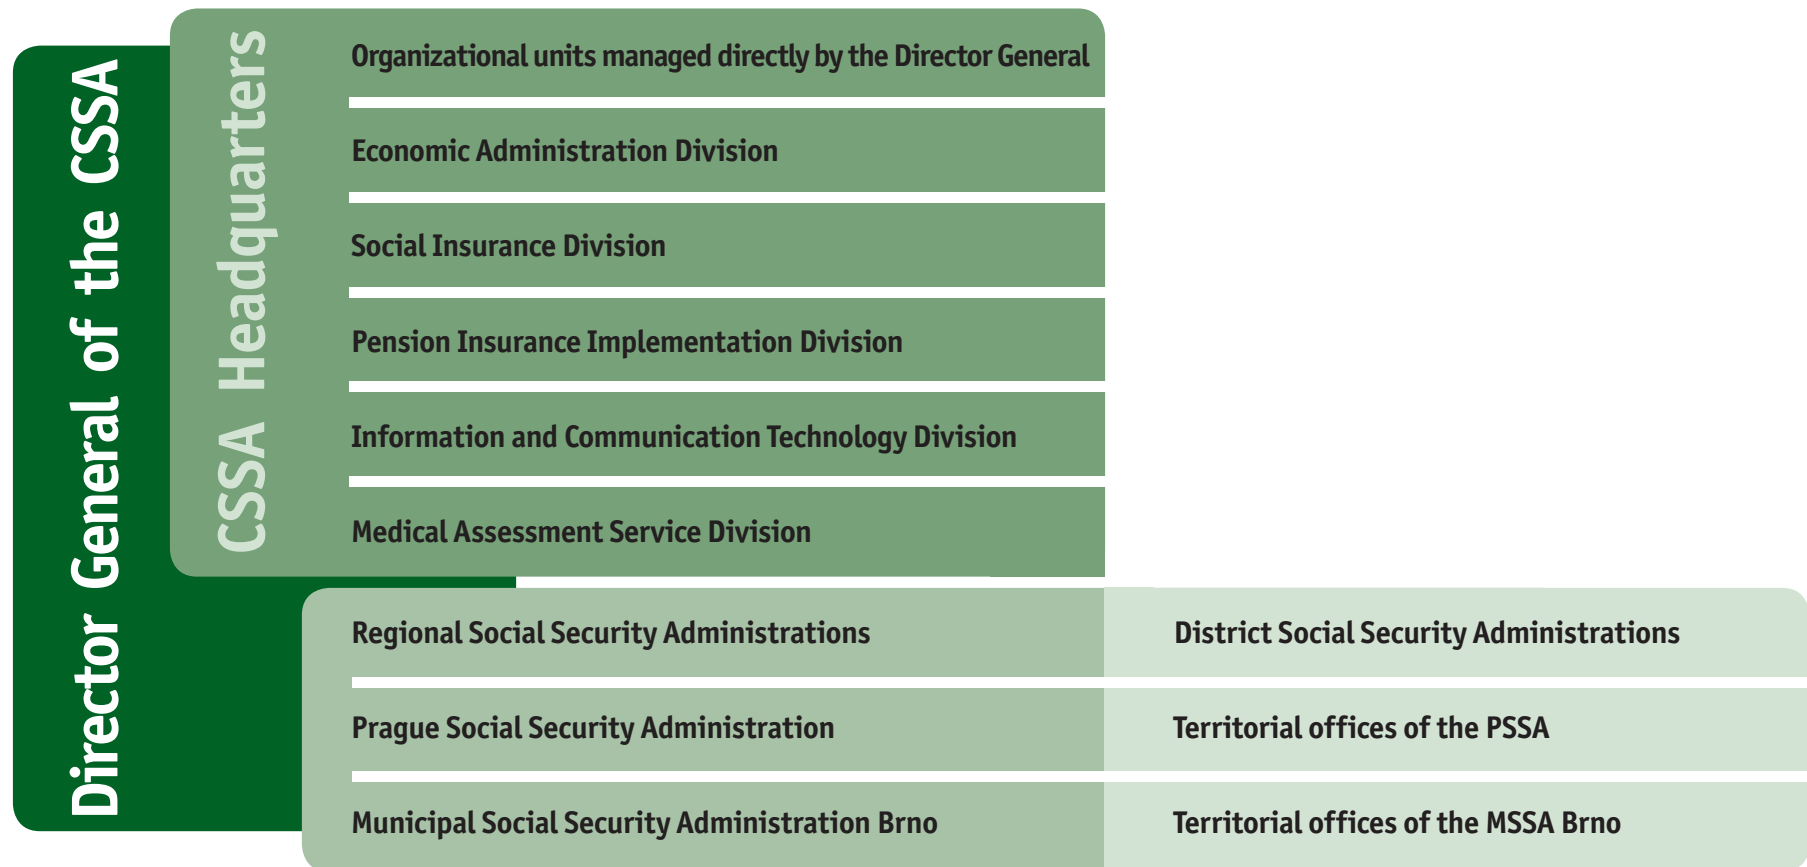 Director General of the CSSA
CSSA Headquarters
Organizational units managed directly by the Director General
Economic Administration Division
Social Insurance Division
Pension Insurance Implementation Division
Information and Communication Technology Division
Medical Assessment Service Division
Regional Social Security Administrations
District Social Security Administrations
Prague Social Security Administration
Territorial offices of the PSSA
Municipal Social Security Administration Brno
Territorial offices of the MSSA Brno